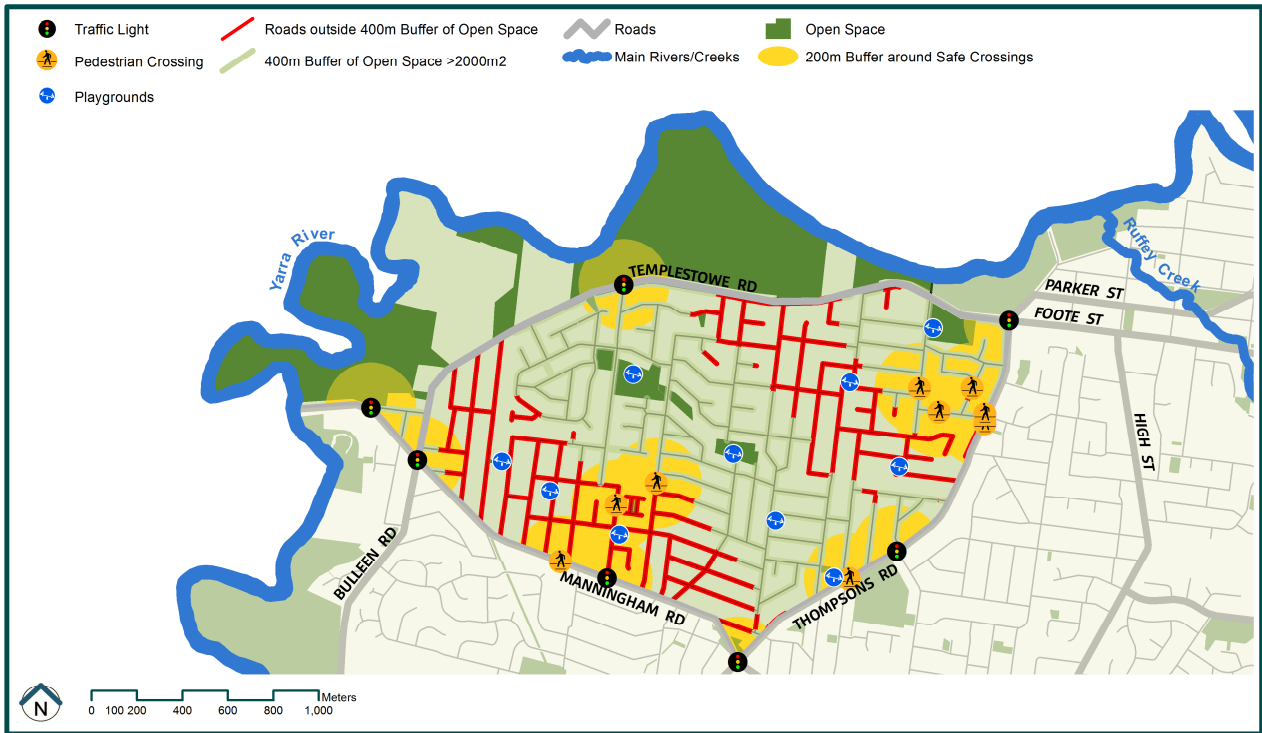 Traffic Light
Roads outside 400m Buffer of Open Space
Roads
Open Space
Pedestrian Crossing
400m Buffer of Open Space >2000m2
Main Rivers/Creeks
200m Buffer around Safe Crossings
Playgrounds
Yarra River
Ruffey Creek
TEMPLESTOWE RD
PARKER ST
FOOTE ST
HIGH ST
BULLEEN RD
MANNINGHAM RD
THOMPSONS RD
N
Meters
0 100 200 400 600 800 1,000